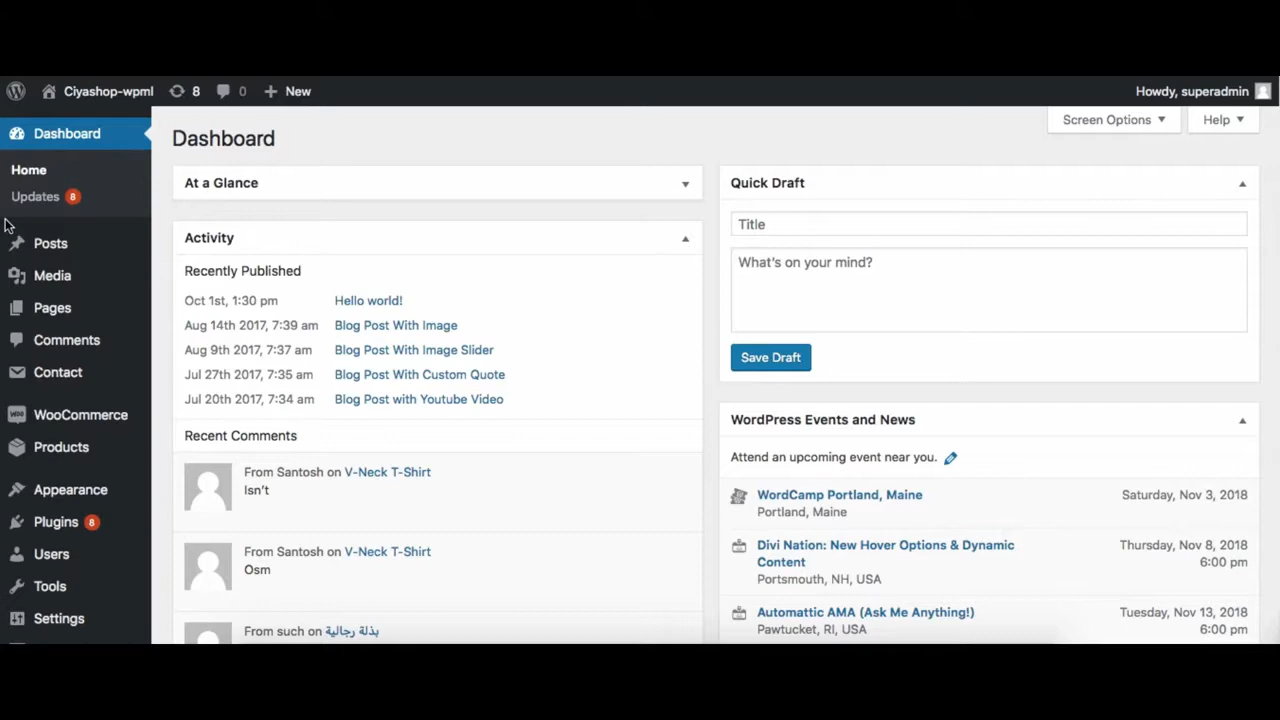 Ciyashop-wpml 8 0 New Howdy, superadmin
Dashboard
Home
Updates 8
Posts
Media
Pages
Comments
Contact
WooCommerce
Products
Appearance
Plugins 8
Users
Tools
Settings
Screen Options Help
Dashboard
At a Glance
Activity
Recently Published
Oct 1st, 1:30 pm Hello world!
Aug 14th 2017, 7:39 am Blog Post With Image
Aug 9th 2017, 7:37 am Blog Post With Image Slider
Jul 27th 2017, 7:35 am Blog Post With Custom Quote
Jul 20th 2017, 7:34 am Blog Post with Youtube Video
Recent Comments
From Santosh on V-Neck T-Shirt
Isn't
From Santosh on V-Neck T-Shirt
Osm
From such on بذلة رجالية
Quick Draft
Title
What's on your mind?
Save Draft
WordPress Events and News
Attend an upcoming event near you.
WordCamp Portland, Maine Saturday, Nov 3, 2018
Portland, Maine
Divi Nation: New Hover Options & Dynamic Thursday, Nov 8, 2018
Content 6:00 pm
Portsmouth, NH, USA
Automattic AMA (Ask Me Anything!) Tuesday, Nov 13, 2018
Pawtucket, RI, USA 6:00 pm